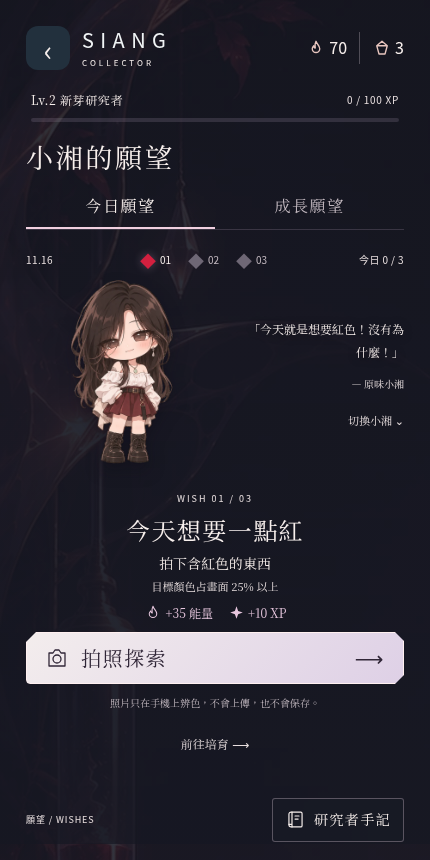 ‹ SIANG
COLLECTOR
70
3
Lv.2 新芽研究者
0 / 100 XP
小湘的願望
今日願望
成長願望
11.16
01
02
03
今日 0 / 3
「今天就是想要紅色！沒有為
什麼！」
— 原味小湘
切換小湘 ⌄
WISH 01 / 03
今天想要一點紅
拍下含紅色的東西
目標顏色占畫面 25% 以上
+35 能量
+10 XP
拍照探索 ⟶
照片只在手機上辨色，不會上傳，也不會保存。
前往培育 ⟶
願望 / WISHES
研究者手記